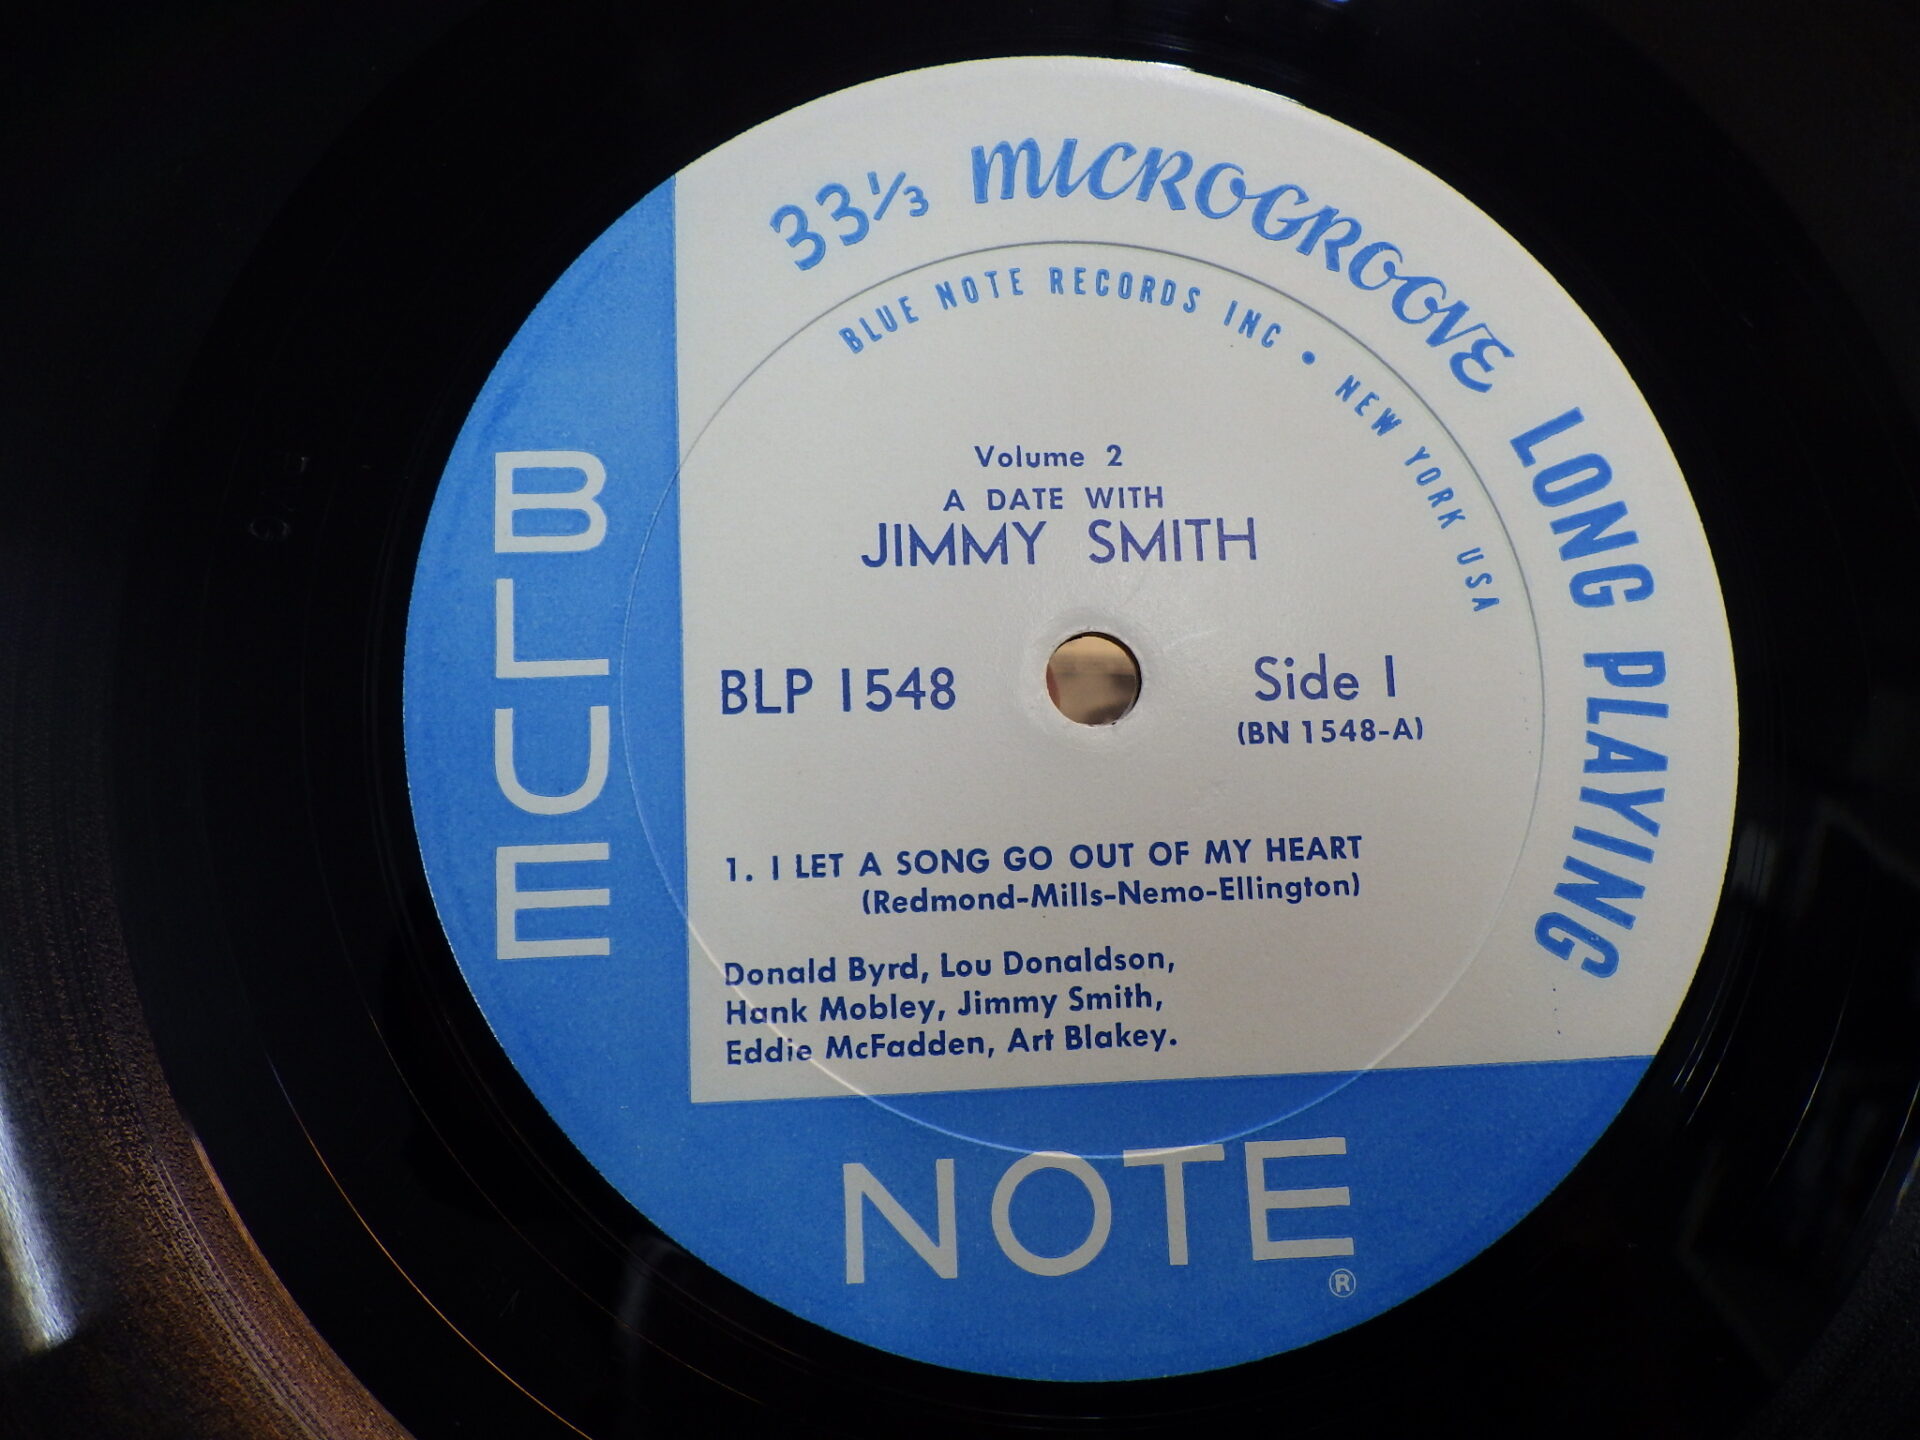 33⅓ MICROGROOVE LONG PLAYING
BLUE NOTE RECORDS INC • NEW YORK USA
Volume 2
A DATE WITH
JIMMY SMITH
BLP 1548
Side 1
(BN 1548-A)
1. I LET A SONG GO OUT OF MY HEART
(Redmond-Mills-Nemo-Ellington)
Donald Byrd, Lou Donaldson,
Hank Mobley, Jimmy Smith,
Eddie McFadden, Art Blakey.
BLUE
NOTE
®